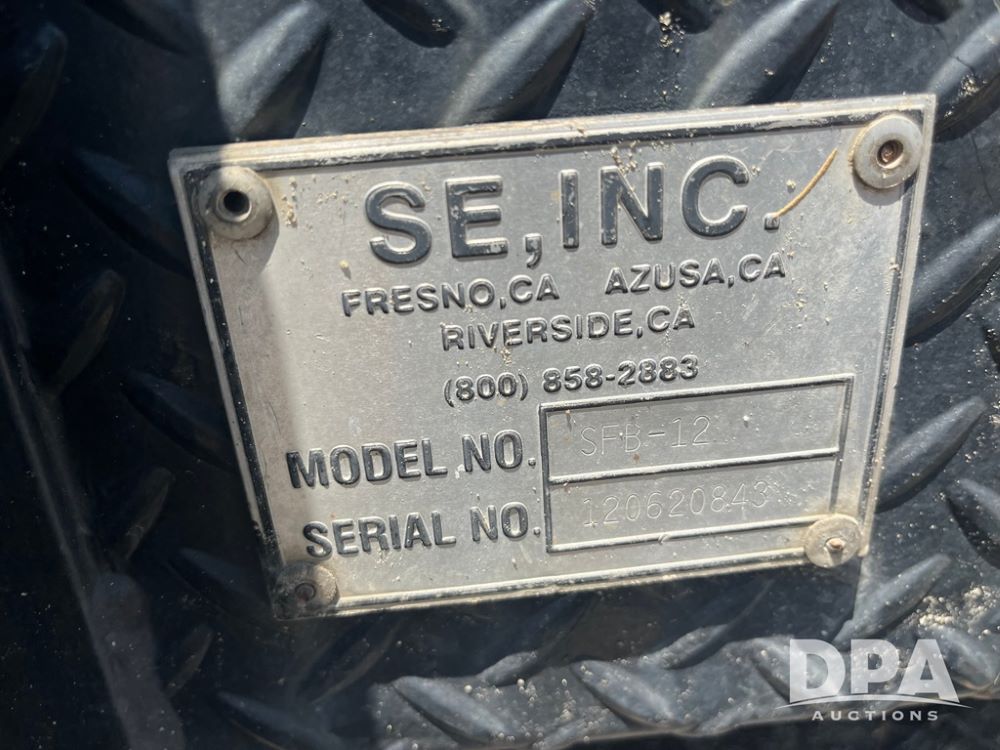 SE, INC.
FRESNO, CA AZUSA, CA
RIVERSIDE, CA
(800) 858-2883
MODEL NO. SFB-12
SERIAL NO. 120620843
DPA
AUCTIONS